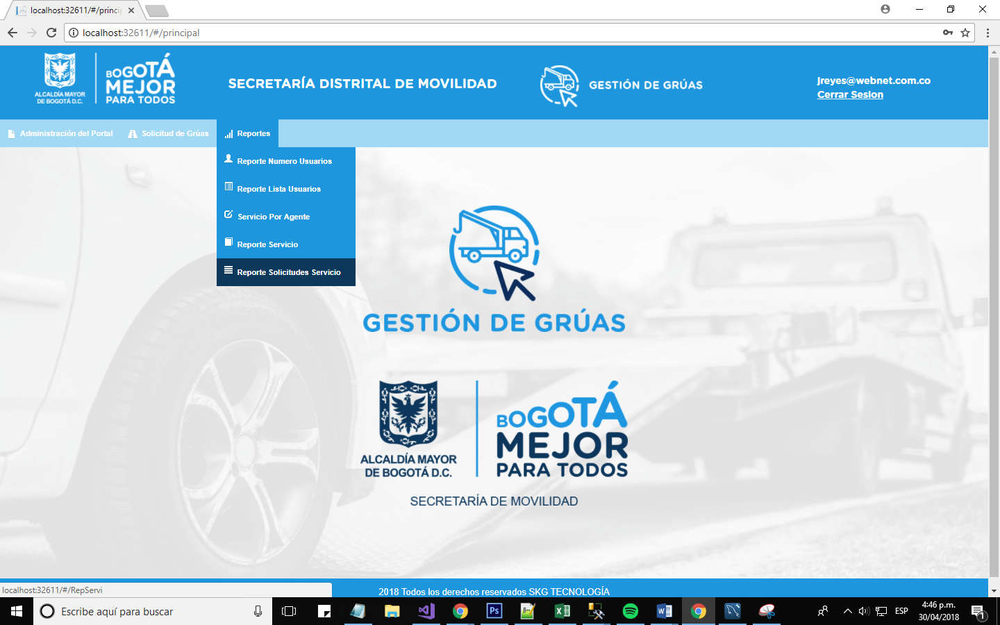 localhost:32611/#/princip
localhost:32611/#/principal
ALCALDÍA MAYOR
DE BOGOTÁ D.C.
BOGOTÁ
MEJOR
PARA TODOS
SECRETARÍA DISTRITAL DE MOVILIDAD
GESTIÓN DE GRÚAS
jreyes@webnet.com.co
Cerrar Sesion
Administración del Portal
Solicitud de Grúas
Reportes
Reporte Numero Usuarios
Reporte Lista Usuarios
Servicio Por Agente
Reporte Servicio
Reporte Solicitudes Servicio
GESTIÓN DE GRÚAS
ALCALDÍA MAYOR
DE BOGOTÁ D.C.
BOGOTÁ
MEJOR
PARA TODOS
SECRETARÍA DE MOVILIDAD
localhost:32611/#/RepServi
2018 Todos los derechos reservados SKG TECNOLOGÍA
Escribe aquí para buscar
Ps
ESP
4:46 p.m.
30/04/2018
1